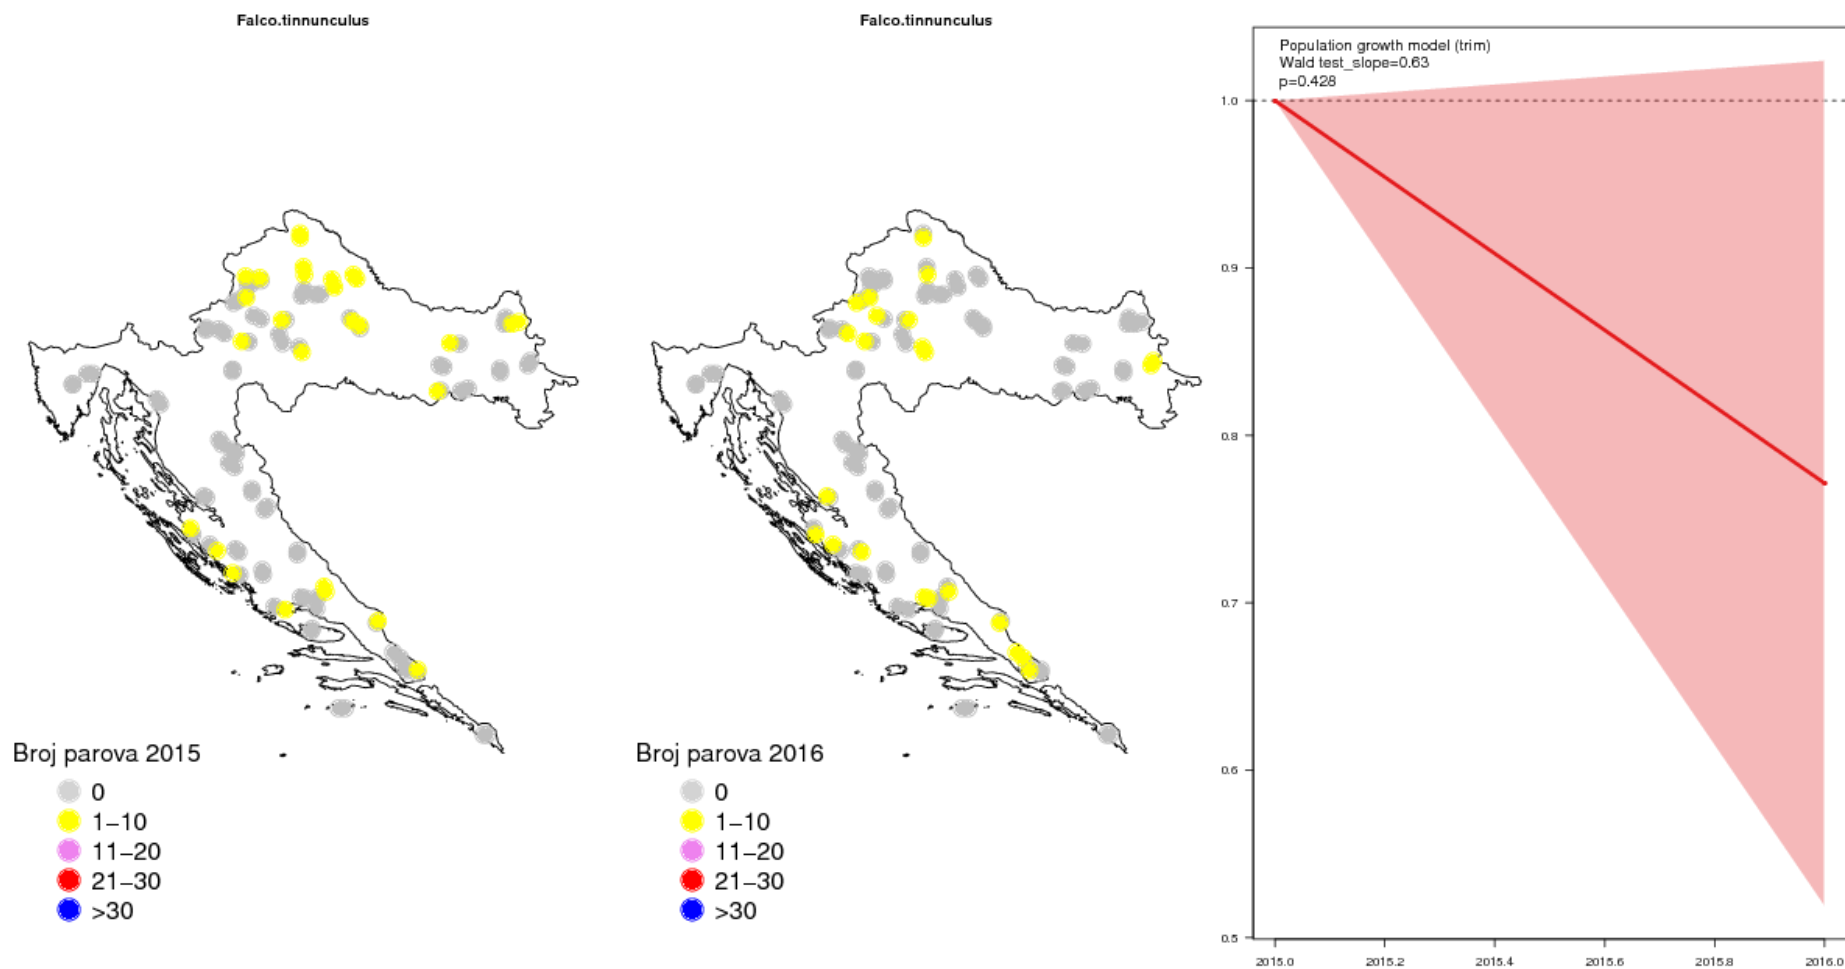 Falco.tinnunculus
Broj parova 2015
0
1–10
11–20
21–30
>30
Falco.tinnunculus
Broj parova 2016
0
1–10
11–20
21–30
>30
Population growth model (trim)
Wald test_slope=0.63
p=0.428
1.0
0.9
0.8
0.7
0.6
0.5
2015.0 2015.2 2015.4 2015.6 2015.8 2016.0